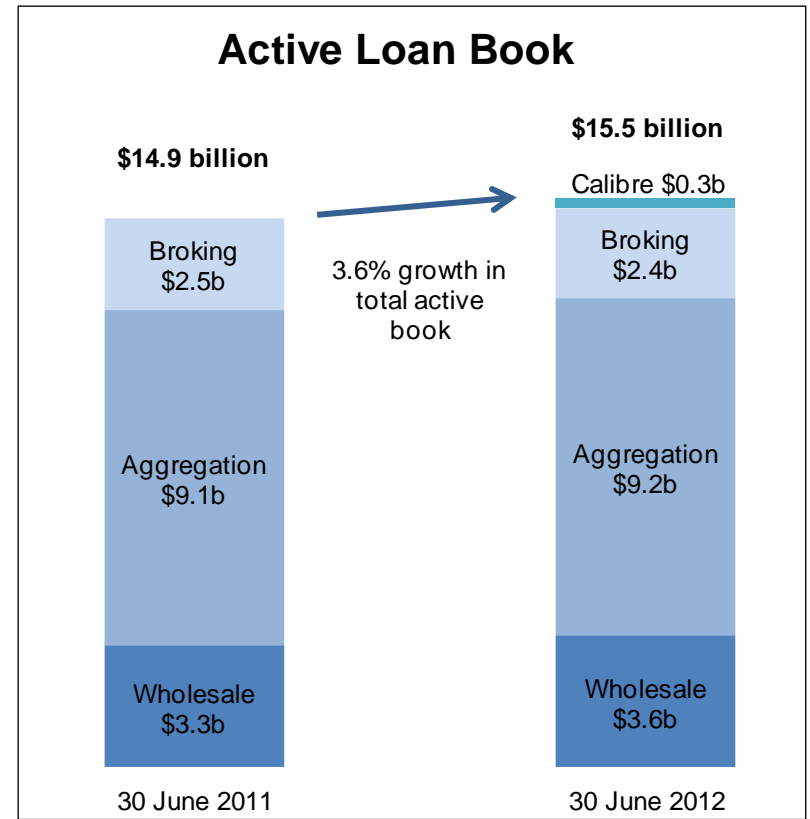 Active Loan Book
$14.9 billion
Broking
$2.5b
Aggregation
$9.1b
Wholesale
$3.3b
30 June 2011
3.6% growth in
total active
book
$15.5 billion
Calibre $0.3b
Broking
$2.4b
Aggregation
$9.2b
Wholesale
$3.6b
30 June 2012